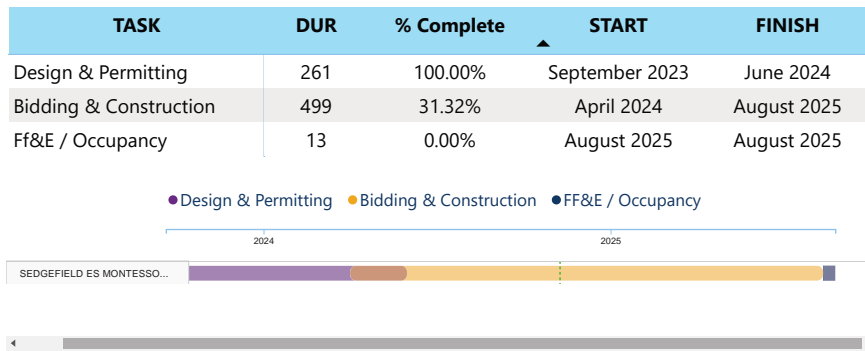 TASK DUR % Complete START FINISH
Design & Permitting 261 100.00% September 2023 June 2024
Bidding & Construction 499 31.32% April 2024 August 2025
Ff&E / Occupancy 13 0.00% August 2025 August 2025
Design & Permitting Bidding & Construction FF&E / Occupancy
2024 2025
SEDGEFIELD ES MONTESSO...